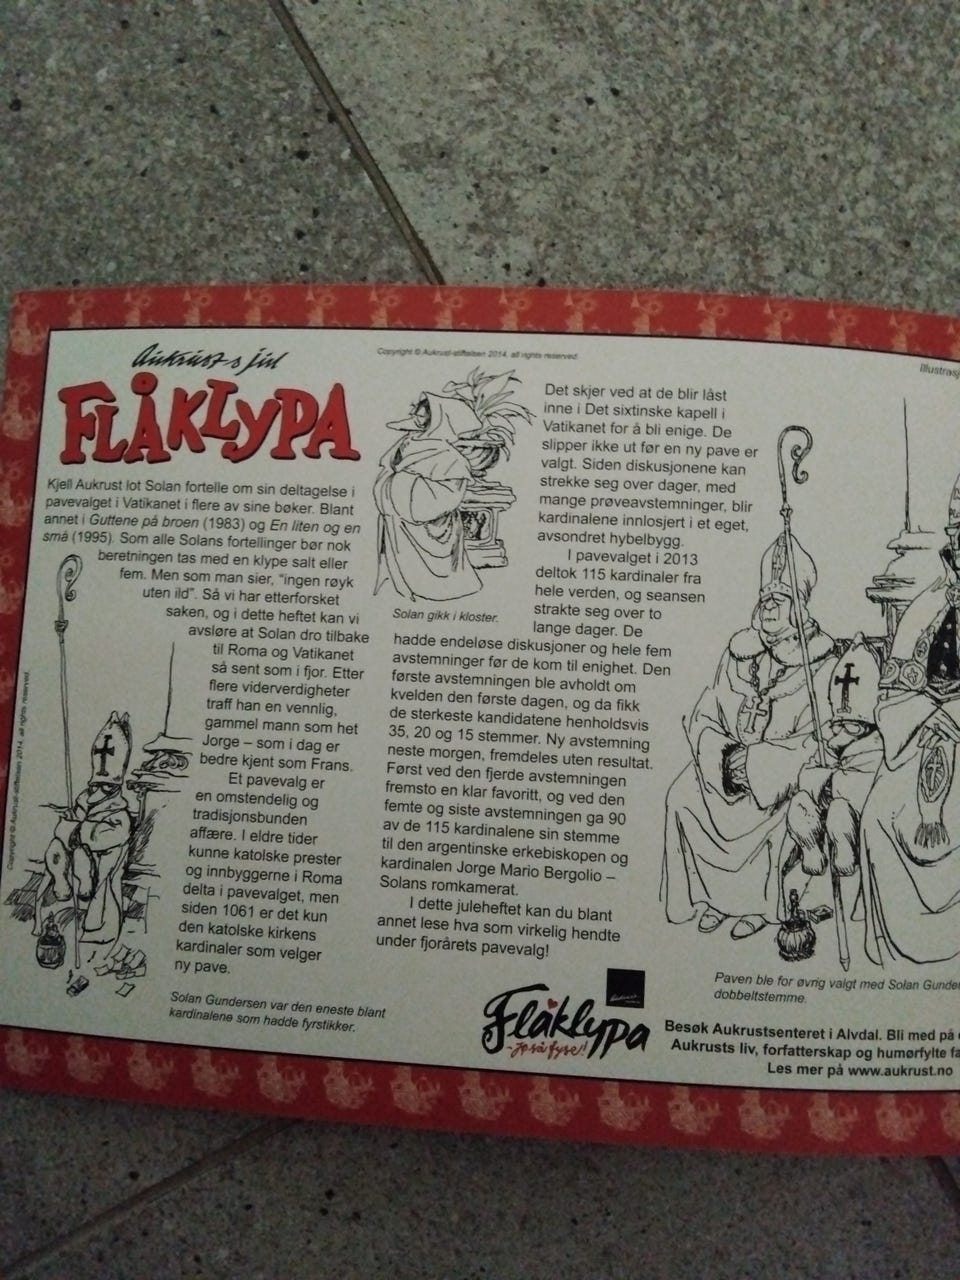 Aukrusts jul
FLÅKLYPA
Kjell Aukrust lot Solan fortelle om sin deltagelse i
pavevalget i Vatikanet i flere av sine bøker. Blant
annet i Guttene på broen (1983) og En liten og en
små (1995). Som alle Solans fortellinger bør nok
beretningen tas med en klype salt eller
fem. Men som man sier, "ingen røyk
uten ild". Så vi har etterforsket
saken, og i dette heftet kan vi
avsløre at Solan dro tilbake
til Roma og Vatikanet
så sent som i fjor. Etter
flere viderverdigheter
traff han en vennlig,
gammel mann som het
Jorge – som i dag er
bedre kjent som Frans.
Et pavevalg er
en omstendelig og
tradisjonsbunden
affære. I eldre tider
kunne katolske prester
og innbyggerne i Roma
delta i pavevalget, men
siden 1061 er det kun
den katolske kirkens
kardinaler som velger
ny pave.
Solan Gundersen var den eneste blant
kardinalene som hadde fyrstikker.
Copyright © Aukrust-stiftelsen 2014, all rights reserved.
Copyright © Aukrust-stiftelsen 2014, all rights reserved.
Solan gikk i kloster.
Det skjer ved at de blir låst
inne i Det sixtinske kapell i
Vatikanet for å bli enige. De
slipper ikke ut før en ny pave er
valgt. Siden diskusjonene kan
strekke seg over dager, med
mange prøveavstemninger, blir
kardinalene innlosjert i et eget,
avsondret hybelbygg.
I pavevalget i 2013
deltok 115 kardinaler fra
hele verden, og seansen
strakte seg over to
lange dager. De
hadde endeløse diskusjoner og hele fem
avstemninger før de kom til enighet. Den
første avstemningen ble avholdt om
kvelden den første dagen, og da fikk
de sterkeste kandidatene henholdsvis
35, 20 og 15 stemmer. Ny avstemning
neste morgen, fremdeles uten resultat.
Først ved den fjerde avstemningen
fremsto en klar favoritt, og ved den
femte og siste avstemningen ga 90
av de 115 kardinalene sin stemme
til den argentinske erkebiskopen og
kardinalen Jorge Mario Bergolio –
Solans romkamerat.
I dette juleheftet kan du blant
annet lese hva som virkelig hendte
under fjorårets pavevalg!
Illustrasj
Paven ble for øvrig valgt med Solan Gunde
dobbeltstemme.
Flåklypa
Besøk Aukrustsenteret i Alvdal. Bli med på
Aukrusts liv, forfatterskap og humørfylte fa
Les mer på www.aukrust.no